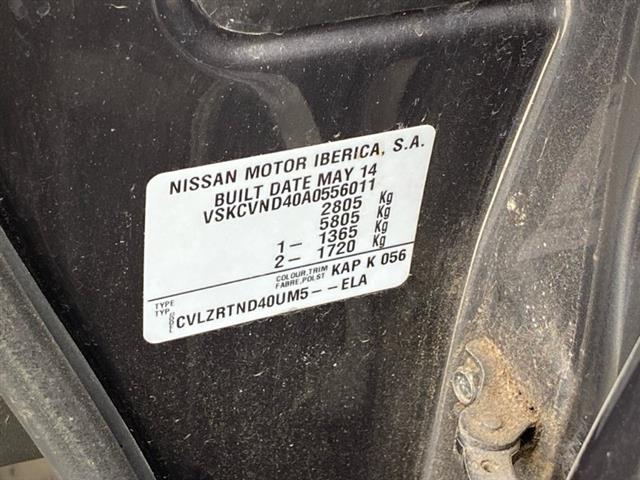 NISSAN MOTOR IBERICA, S.A.
BUILT DATE MAY 14
VSKCVND40A0556011
2805 Kg
5805 Kg
1- 1365 Kg
2- 1720 Kg
COLOUR,TRIM
FABRE,POLST KAP K 056
TYPE
TYP CVLZRTND40UM5--ELA